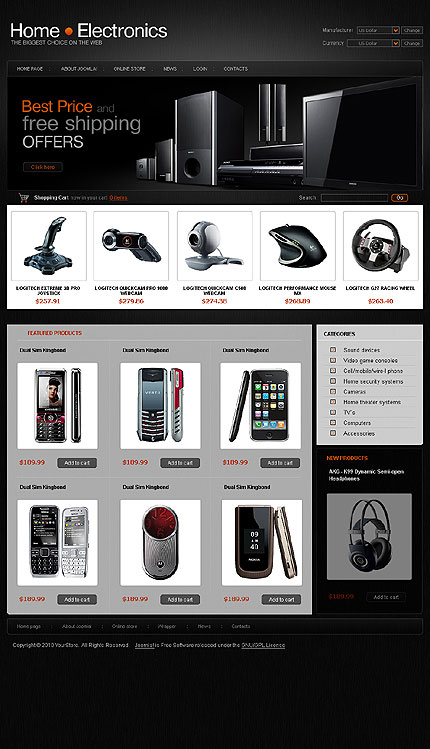 Home • Electronics
THE BIGGEST CHOICE ON THE WEB
Manufacturer: US Dollar Change
Currency: US Dollar Change
HOME PAGE ABOUT JOOMLA! ONLINE STORE NEWS LOGIN CONTACTS
Best Price and
free shipping
OFFERS
Click Here
Shopping Cart now in your cart 0 items
Search: Go
LOGITECH EXTREME 3D PRO JOYSTICK
$257.91
LOGITECH QUICKCAM PRO 9000 WEBCAM
$279.86
LOGITECH QUICKCAM C500 WEBCAM
$274.38
LOGITECH PERFORMANCE MOUSE MX
$268.89
LOGITECH G27 RACING WHEEL
$263.40
FEATURED PRODUCTS
Dual Sim Kingbond
Dual Sim Kingbond
Dual Sim Kingbond
VERTU
$189.99 Add to cart
$189.99 Add to cart
$189.99 Add to cart
Dual Sim Kingbond
Dual Sim Kingbond
Dual Sim Kingbond
MOTOROLA
NOKIA
$189.99 Add to cart
$189.99 Add to cart
$189.99 Add to cart
CATEGORIES
Sound devices
Video game consoles
Cell/mobile/wire-l phone
Home security systems
Cameras
Home theater systems
TV's
Computers
Accessories
NEW PRODUCTS
AKG - K99 Dynamic Semi-open
Headphones
$189.99 Add to cart
Home page About Joomla! Online store Wrapper News Contacts
Copyright © 2010 YourStore. All Rights Reserved. Joomla! is Free Software released under the GNU/GPL License